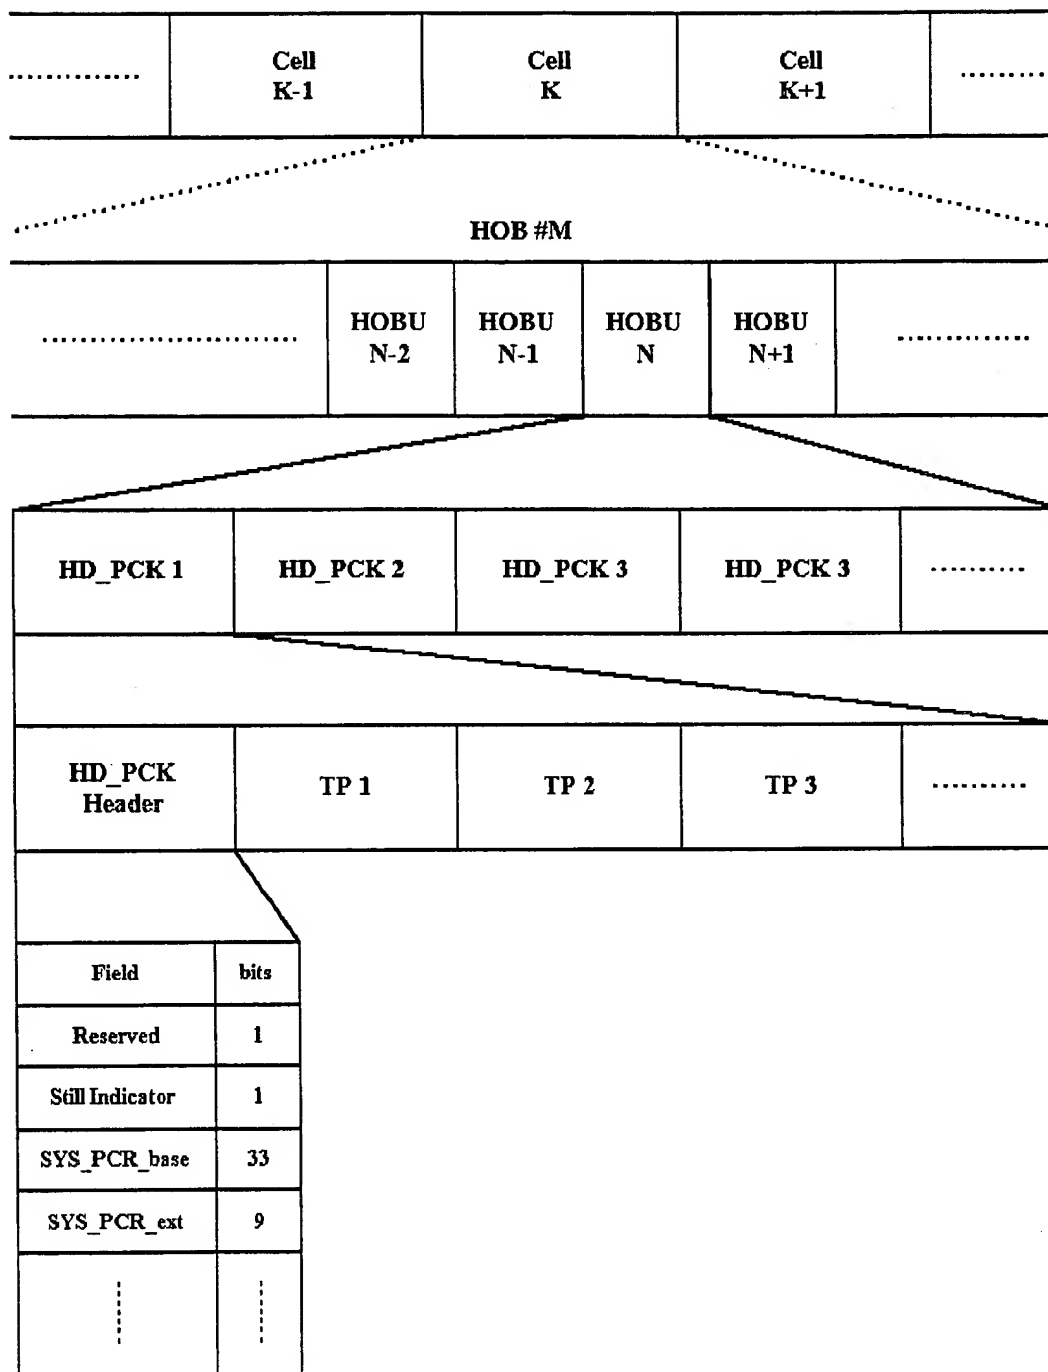 Cell
K-1
Cell
K
Cell
K+1
HOB #M
HOBU
N-2
HOBU
N-1
HOBU
N
HOBU
N+1
HD_PCK 1
HD_PCK 2
HD_PCK 3
HD_PCK 3
HD_PCK
Header
TP 1
TP 2
TP 3
Field bits
Reserved 1
Still Indicator 1
SYS_PCR_base 33
SYS_PCR_ext 9